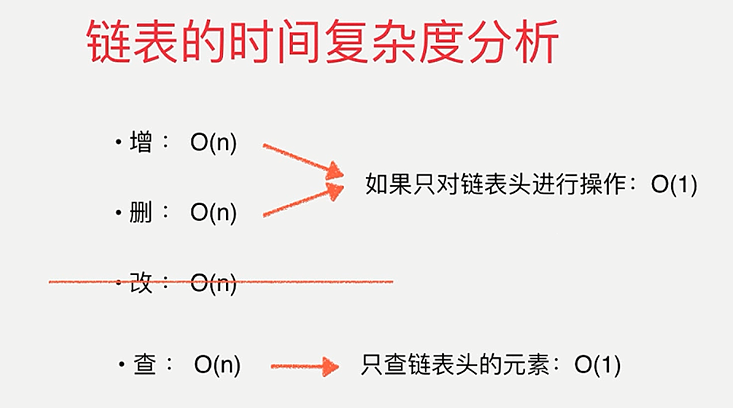 链表的时间复杂度分析
• 增： O(n)
如果只对链表头进行操作：O(1)
• 删： O(n)
• 改： O(n)
• 查： O(n)
只查链表头的元素：O(1)